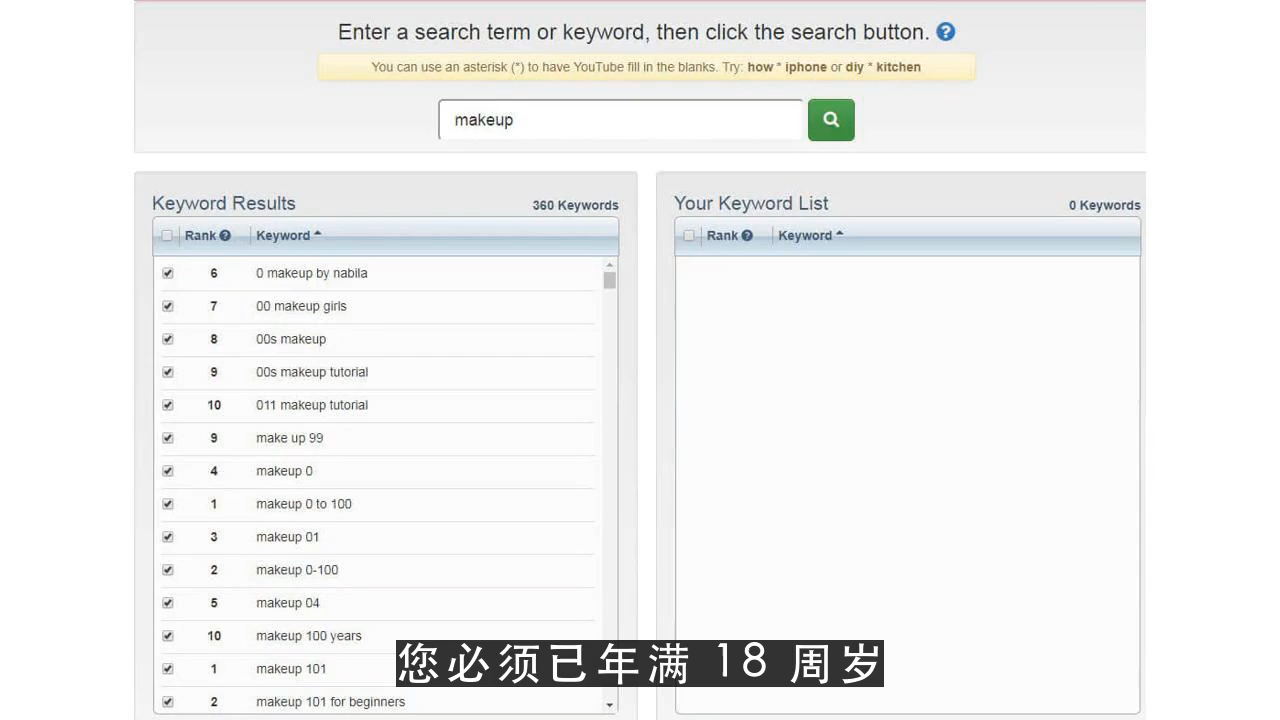 Enter a search term or keyword, then click the search button.
You can use an asterisk (*) to have YouTube fill in the blanks. Try: how * iphone or diy * kitchen
makeup
Keyword Results 360 Keywords
Rank Keyword
6 0 makeup by nabila
7 00 makeup girls
8 00s makeup
9 00s makeup tutorial
10 011 makeup tutorial
9 make up 99
4 makeup 0
1 makeup 0 to 100
3 makeup 01
2 makeup 0-100
5 makeup 04
10 makeup 100 years
1 makeup 101
2 makeup 101 for beginners
Your Keyword List 0 Keywords
Rank Keyword
您必须已年满 18 周岁